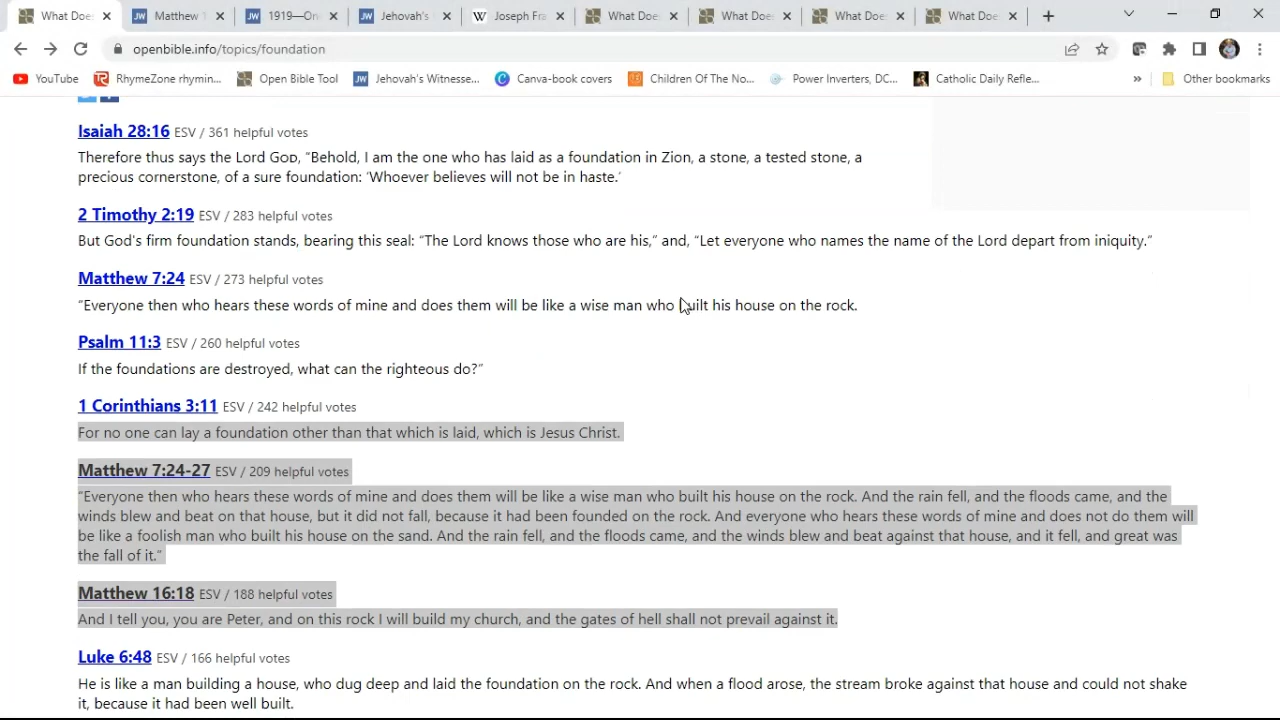 What Doe
Matthew 1
1919—On
Jehovah's
Joseph Fra
What Doe
What Doe
What Doe
What Doe
openbible.info/topics/foundation
YouTube
RhymeZone rhymin...
Open Bible Tool
Jehovah's Witnesse...
Canva-book covers
Children Of The No...
Power Inverters, DC...
Catholic Daily Refle...
»
Other bookmarks
Isaiah 28:16 ESV / 361 helpful votes
Therefore thus says the Lord GOD, “Behold, I am the one who has laid as a foundation in Zion, a stone, a tested stone, a
precious cornerstone, of a sure foundation: ‘Whoever believes will not be in haste.’
2 Timothy 2:19 ESV / 283 helpful votes
But God's firm foundation stands, bearing this seal: “The Lord knows those who are his,” and, “Let everyone who names the name of the Lord depart from iniquity.”
Matthew 7:24 ESV / 273 helpful votes
“Everyone then who hears these words of mine and does them will be like a wise man who built his house on the rock.
Psalm 11:3 ESV / 260 helpful votes
If the foundations are destroyed, what can the righteous do?”
1 Corinthians 3:11 ESV / 242 helpful votes
For no one can lay a foundation other than that which is laid, which is Jesus Christ.
Matthew 7:24-27 ESV / 209 helpful votes
“Everyone then who hears these words of mine and does them will be like a wise man who built his house on the rock. And the rain fell, and the floods came, and the
winds blew and beat on that house, but it did not fall, because it had been founded on the rock. And everyone who hears these words of mine and does not do them will
be like a foolish man who built his house on the sand. And the rain fell, and the floods came, and the winds blew and beat against that house, and it fell, and great was
the fall of it.”
Matthew 16:18 ESV / 188 helpful votes
And I tell you, you are Peter, and on this rock I will build my church, and the gates of hell shall not prevail against it.
Luke 6:48 ESV / 166 helpful votes
He is like a man building a house, who dug deep and laid the foundation on the rock. And when a flood arose, the stream broke against that house and could not shake
it, because it had been well built.